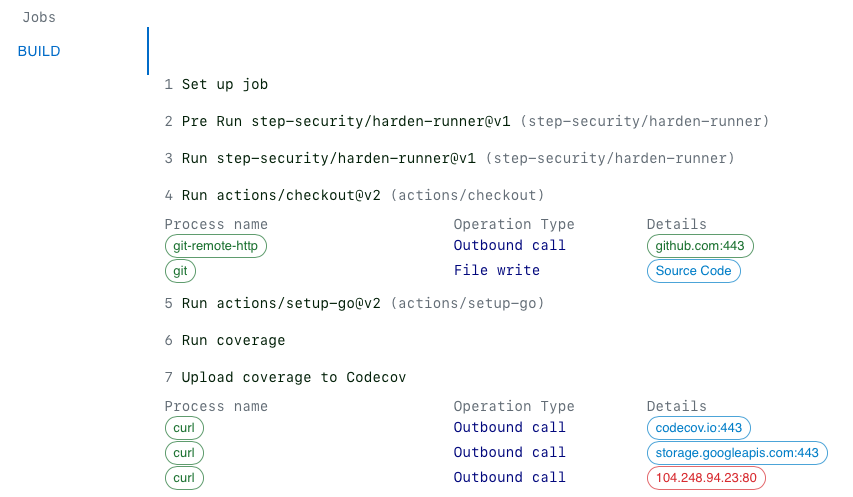 Jobs
BUILD
1 Set up job
2 Pre Run step-security/harden-runner@v1 (step-security/harden-runner)
3 Run step-security/harden-runner@v1 (step-security/harden-runner)
4 Run actions/checkout@v2 (actions/checkout)
Process name Operation Type Details
git-remote-http Outbound call github.com:443
git File write Source Code
5 Run actions/setup-go@v2 (actions/setup-go)
6 Run coverage
7 Upload coverage to Codecov
Process name Operation Type Details
curl Outbound call codecov.io:443
curl Outbound call storage.googleapis.com:443
curl Outbound call 104.248.94.23:80